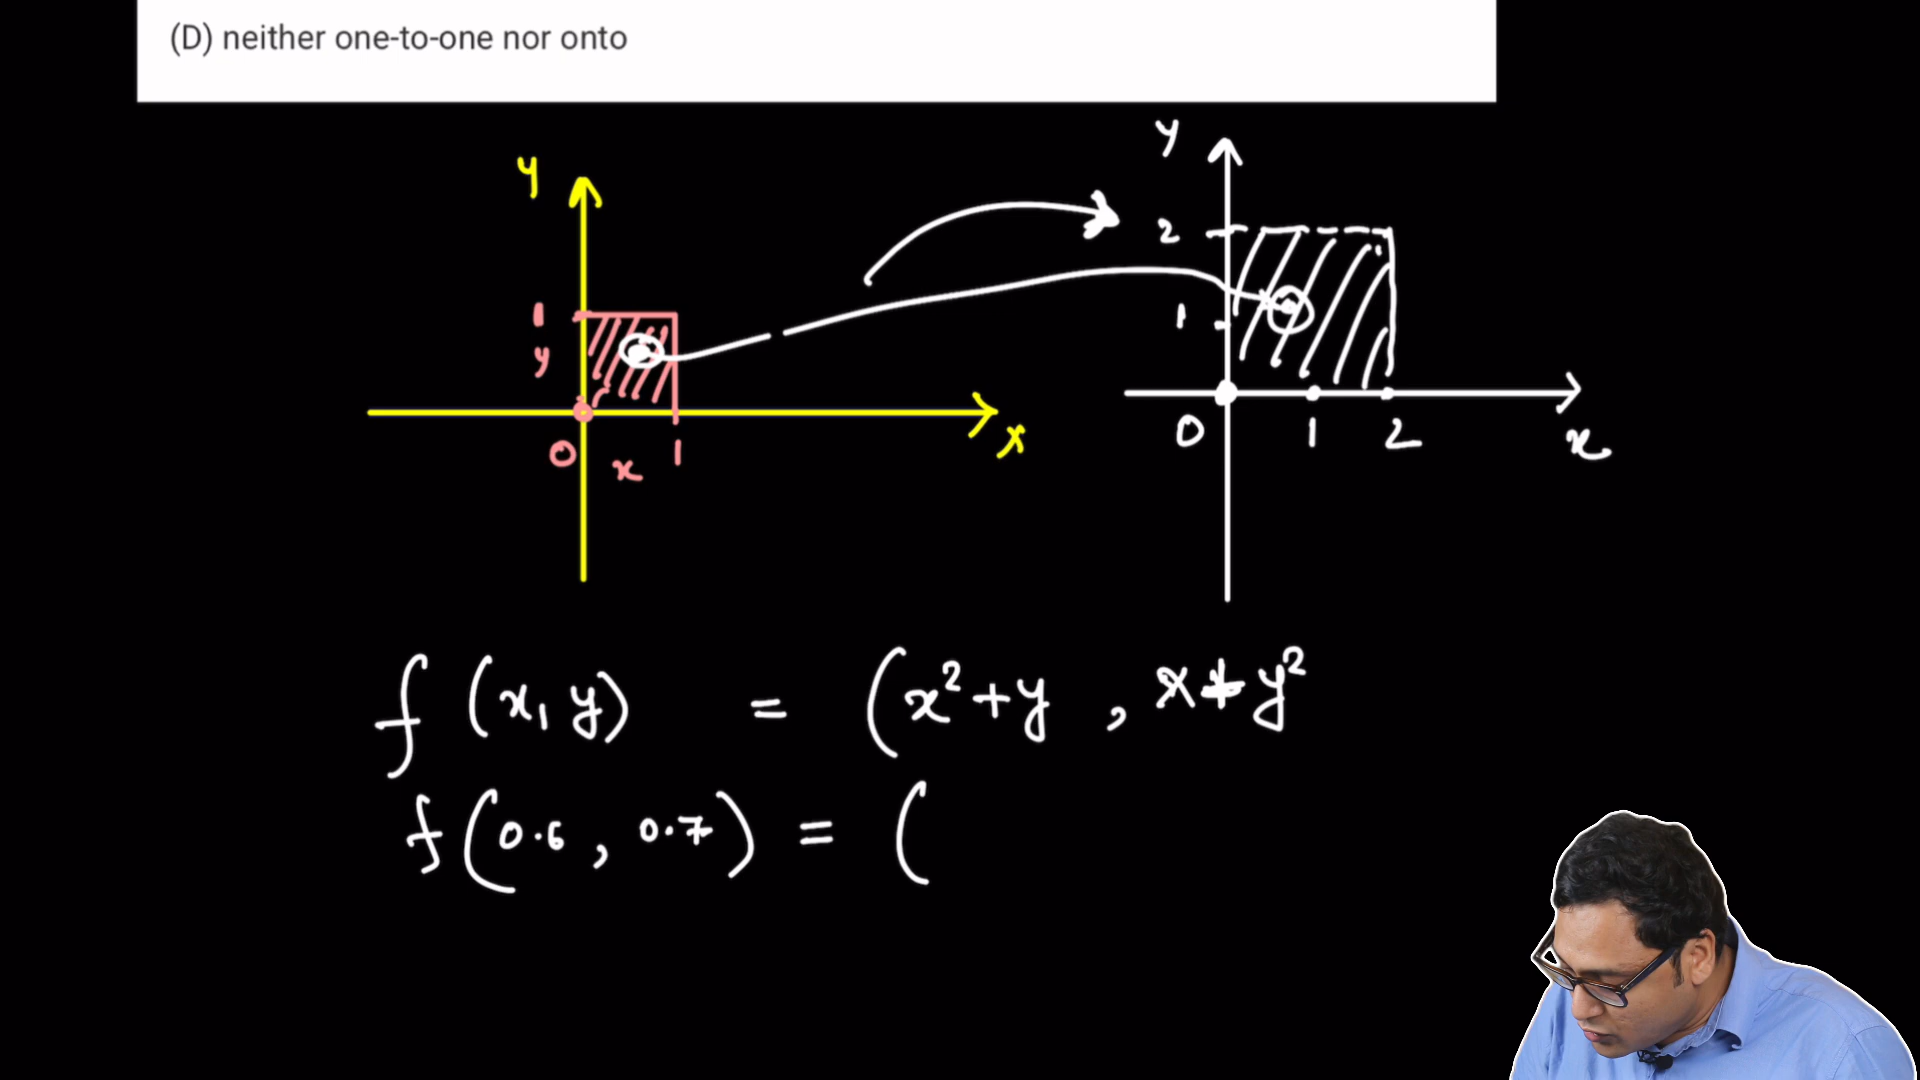 (D) neither one-to-one nor onto
y
2
1
0 1 2 x
y
1
y
0 x 1 x
f (x, y) = (x²+y , x+y²
f(0.6, 0.7) = (